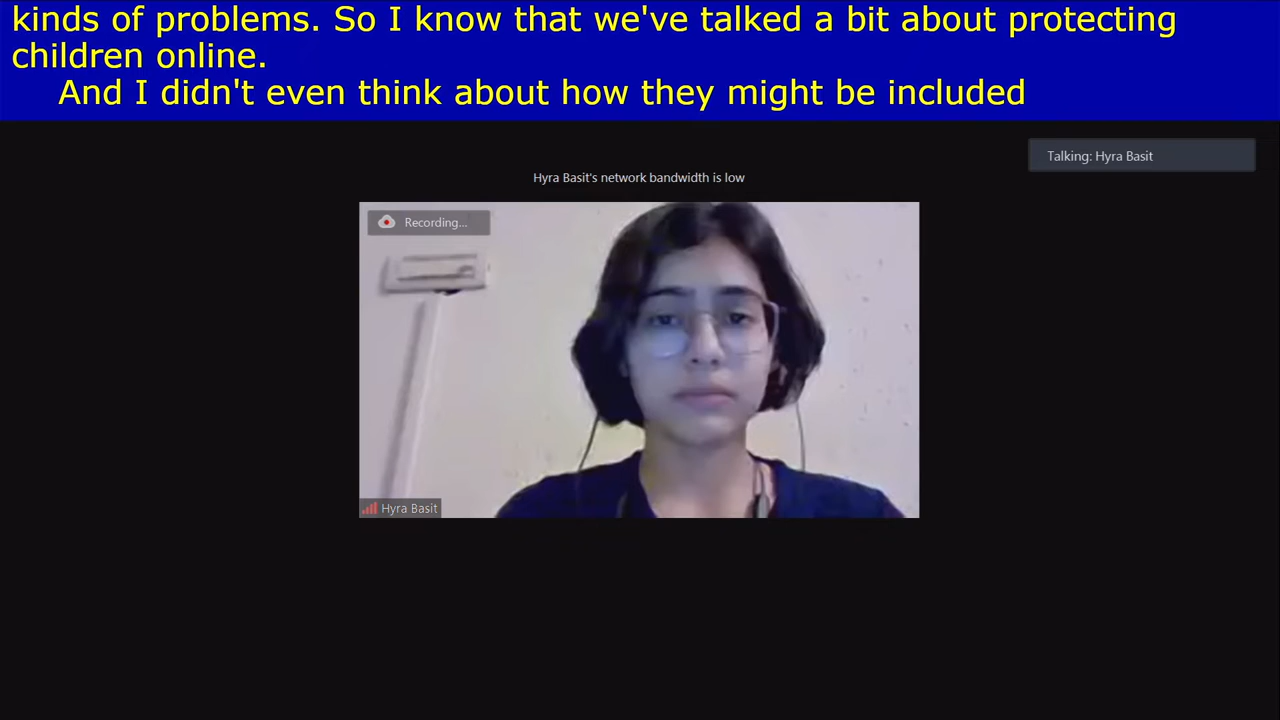 kinds of problems. So I know that we've talked a bit about protecting
children online.
And I didn't even think about how they might be included
Talking: Hyra Basit
Hyra Basit's network bandwidth is low
Recording...
Hyra Basit